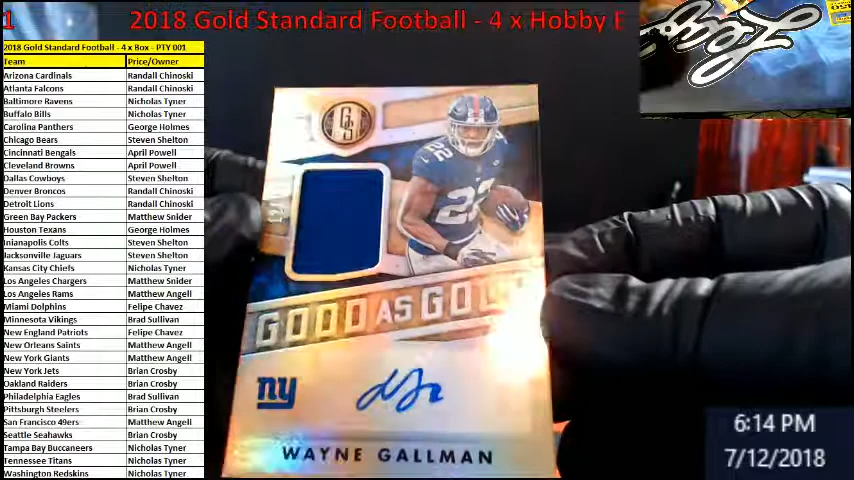 1 2018 Gold Standard Football - 4 x Hobby
2018 Gold Standard Football - 4 x Box - PTY 001
Team Price/Owner
Arizona Cardinals Randall Chinoski
Atlanta Falcons Randall Chinoski
Baltimore Ravens Nicholas Tyner
Buffalo Bills Nicholas Tyner
Carolina Panthers George Holmes
Chicago Bears Steven Shelton
Cincinnati Bengals April Powell
Cleveland Browns April Powell
Dallas Cowboys Steven Shelton
Denver Broncos Randall Chinoski
Detroit Lions Randall Chinoski
Green Bay Packers Matthew Snider
Houston Texans George Holmes
Inianapolis Colts Steven Shelton
Jacksonville Jaguars Steven Shelton
Kansas City Chiefs Nicholas Tyner
Los Angeles Chargers Matthew Snider
Los Angeles Rams Matthew Angell
Miami Dolphins Felipe Chavez
Minnesota Vikings Brad Sullivan
New England Patriots Felipe Chavez
New Orleans Saints Matthew Angell
New York Giants Matthew Angell
New York Jets Brian Crosby
Oakland Raiders Brian Crosby
Philadelphia Eagles Brad Sullivan
Pittsburgh Steelers Brian Crosby
San Francisco 49ers Matthew Angell
Seattle Seahawks Brian Crosby
Tampa Bay Buccaneers Nicholas Tyner
Tennessee Titans Nicholas Tyner
Washington Redskins Nicholas Tyner
GS
22
22
GOOD AS GOLD
ny
WAYNE GALLMAN
6:14 PM
7/12/2018